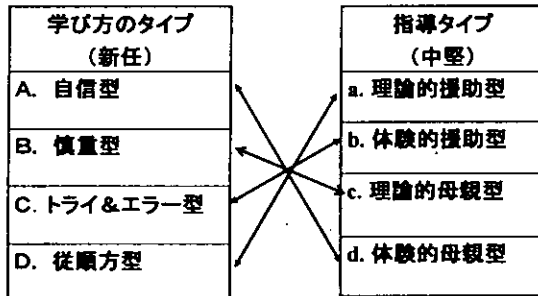 学び方のタイプ
(新任)
A. 自信型
B. 慎重型
C. トライ&エラー型
D. 従順方型
指導タイプ
(中堅)
a. 理論的援助型
b. 体験的援助型
c. 理論的母親型
d. 体験的母親型